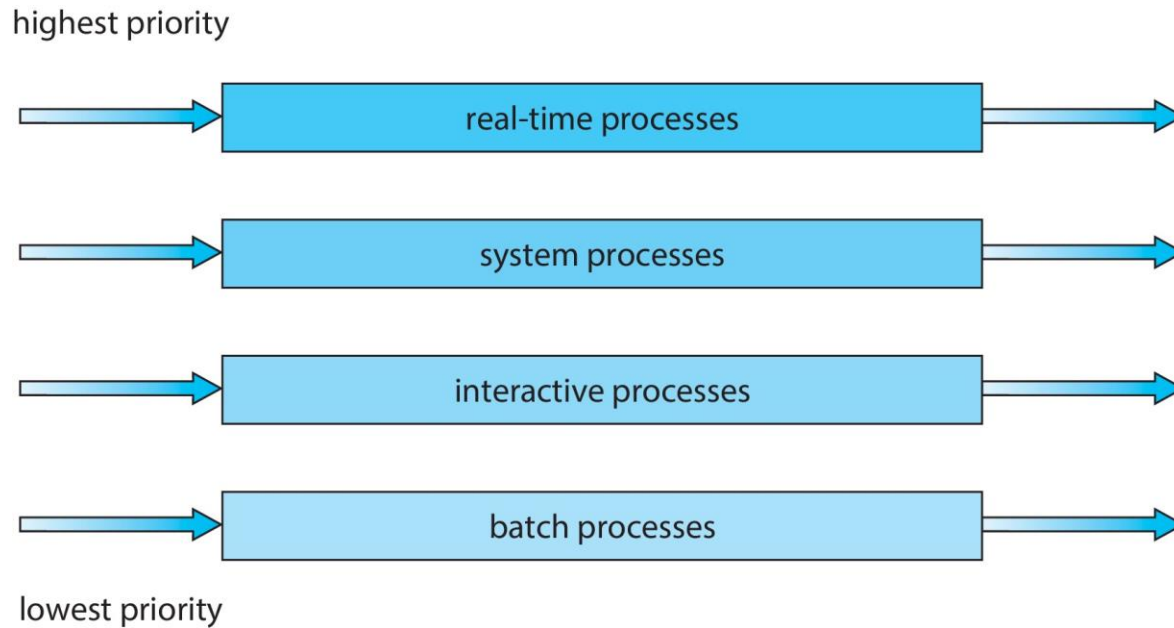 highest priority
real-time processes
system processes
interactive processes
batch processes
lowest priority